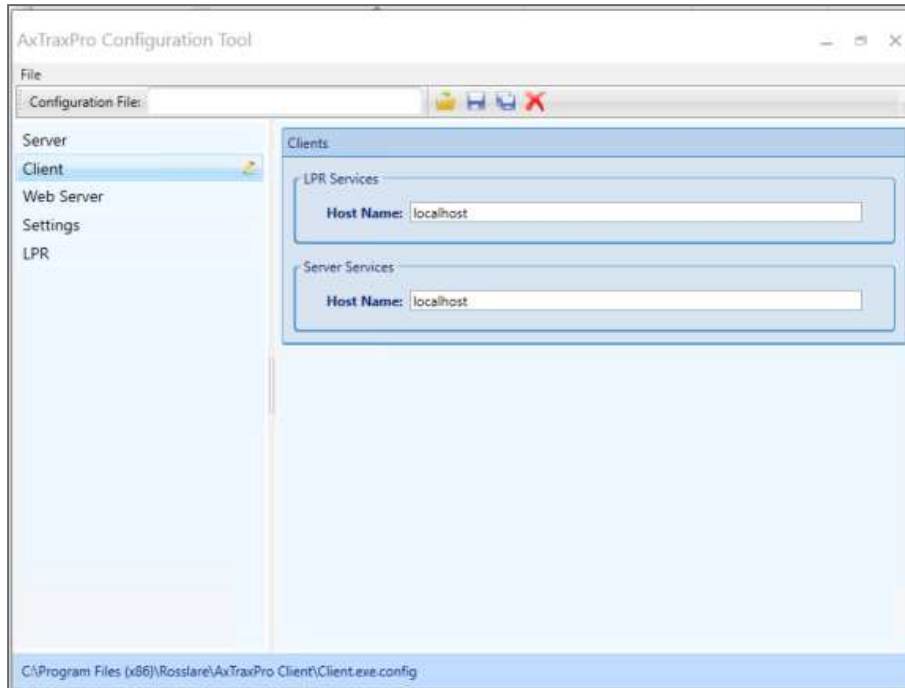 AxTraxPro Configuration Tool
File
Configuration File:
Server
Client
Web Server
Settings
LPR
Clients
LPR Services
Host Name: localhost
Server Services
Host Name: localhost
C:\Program Files (x86)\Rosslare\AxTraxPro Client\Client.exe.config